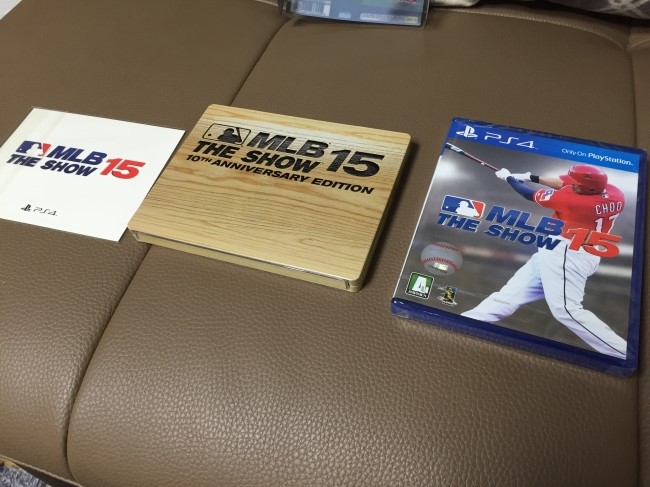 MLB 15
THE SHOW
PS4
MLB 15
THE SHOW
10TH ANNIVERSARY EDITION
PS4
Only On PlayStation.
CHOO
17
MLB
THE SHOW 15